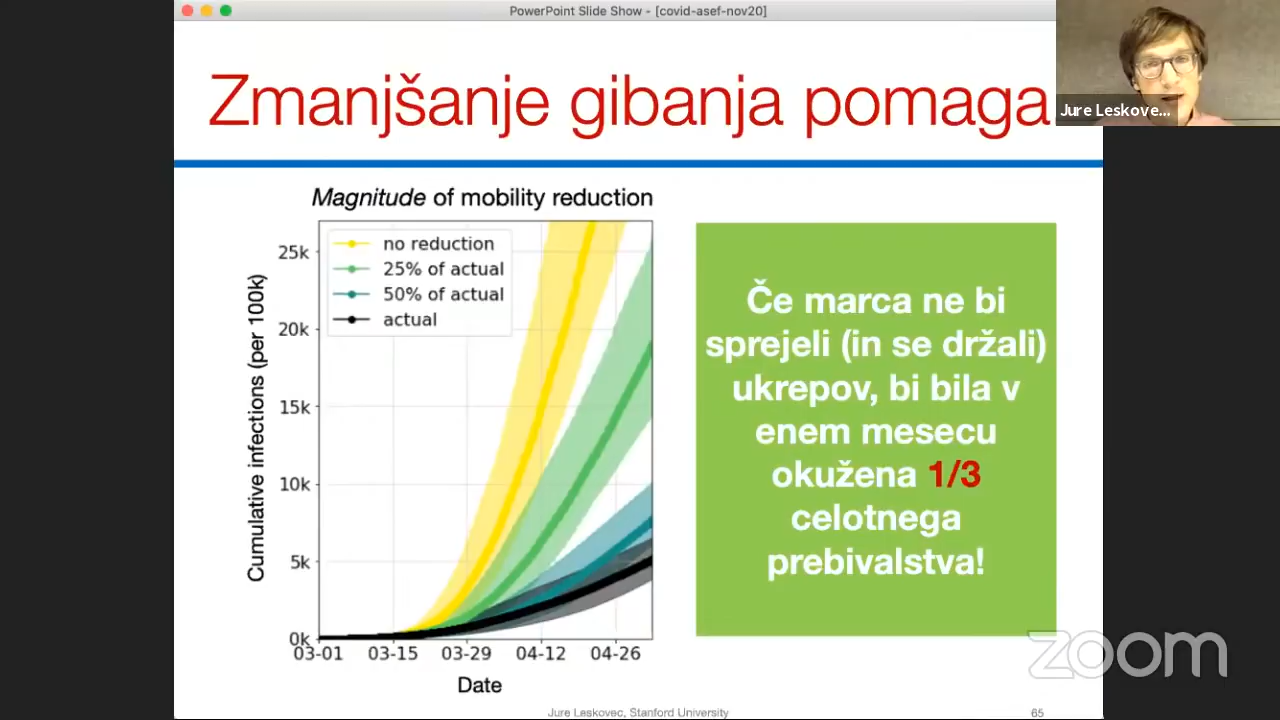 PowerPoint Slide Show - [covid-asef-nov20]
Jure Leskove...
Zmanjšanje gibanja pomaga
Magnitude of mobility reduction
no reduction
25% of actual
50% of actual
actual
25k
20k
15k
10k
5k
0k
Cumulative infections (per 100k)
03-01 03-15 03-29 04-12 04-26
Date
Če marca ne bi
sprejeli (in se držali)
ukrepov, bi bila v
enem mesecu
okužena 1/3
celotnega
prebivalstva!
zoom
Jure Leskovec, Stanford University
65